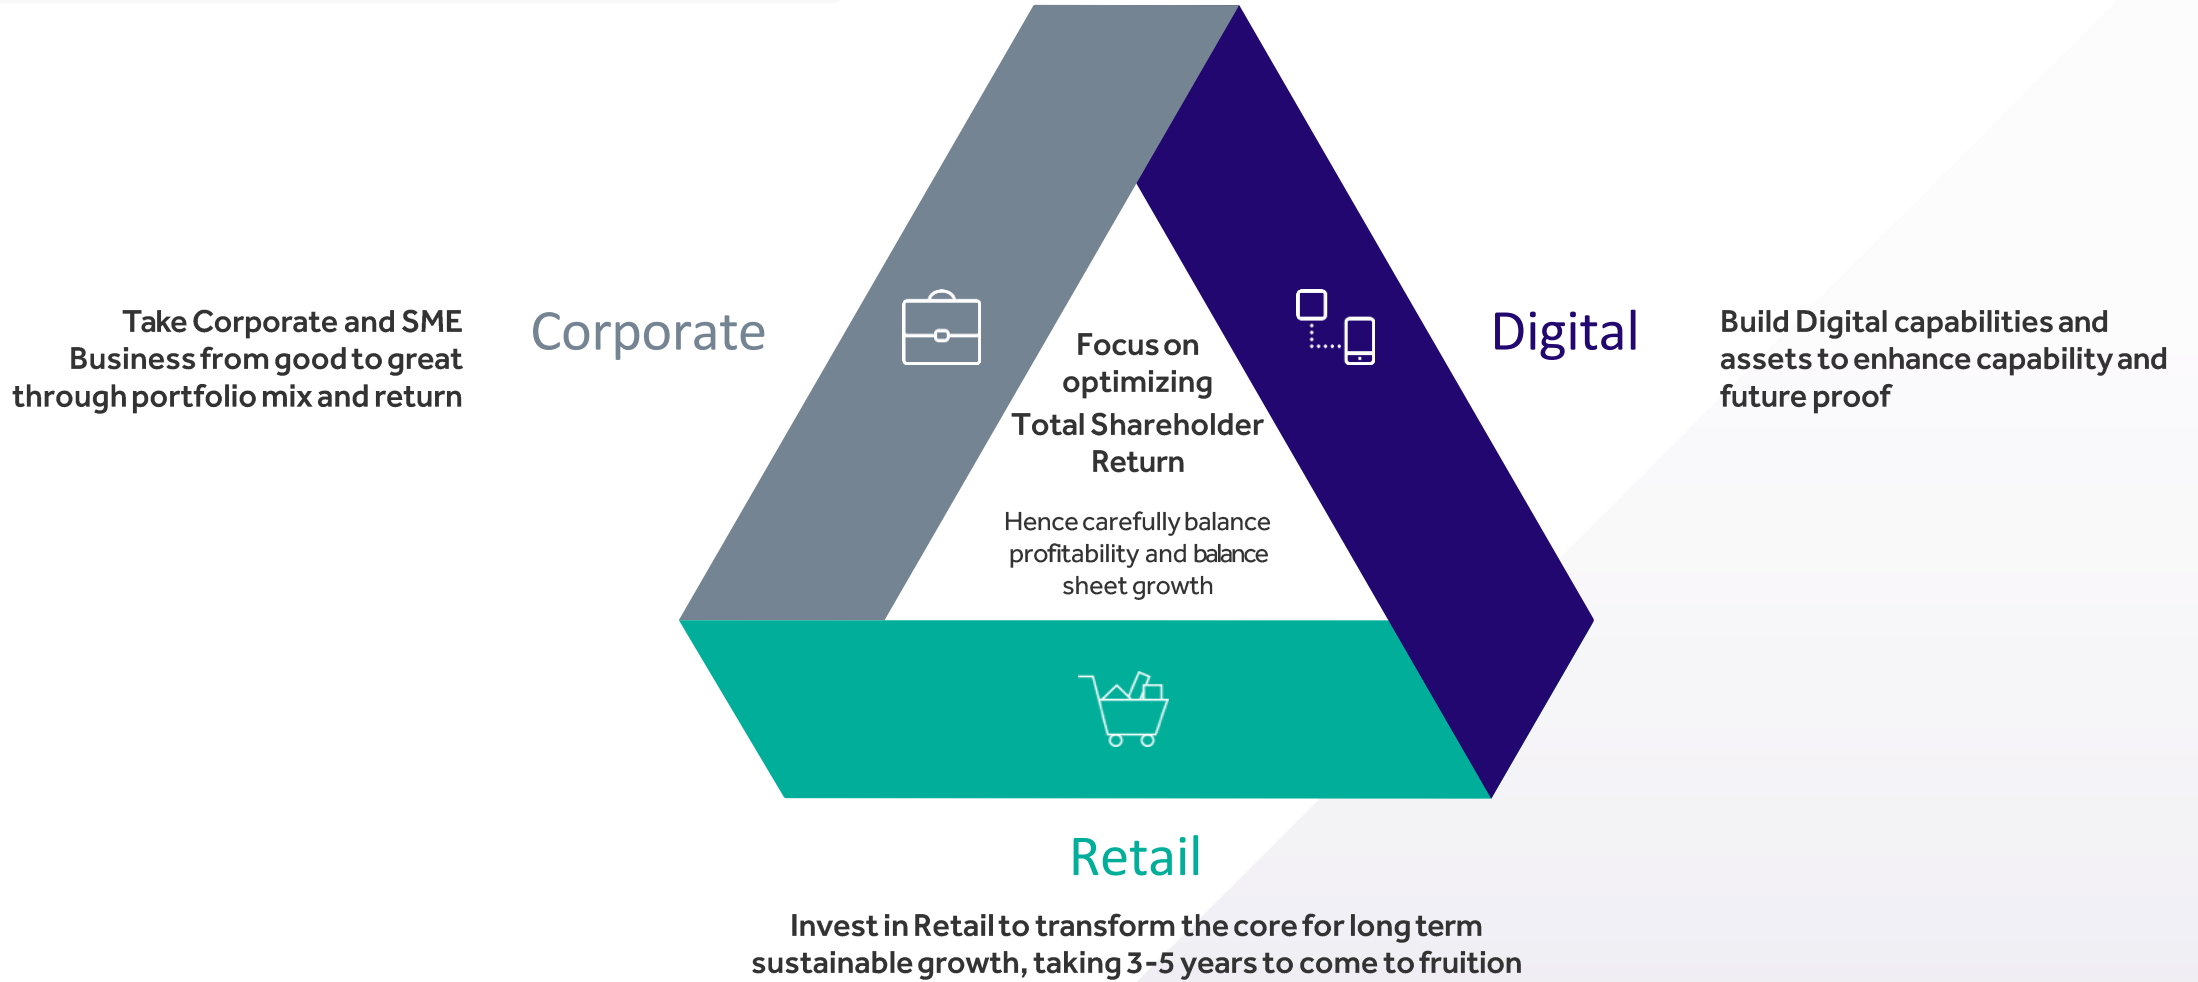 Take Corporate and SME
Business from good to great
through portfolio mix and return
Corporate
Focus on
optimizing
Total Shareholder
Return
Hence carefully balance
profitability and balance
sheet growth
Digital
Build Digital capabilities and
assets to enhance capability and
future proof
Retail
Invest in Retail to transform the core for long term
sustainable growth, taking 3-5 years to come to fruition